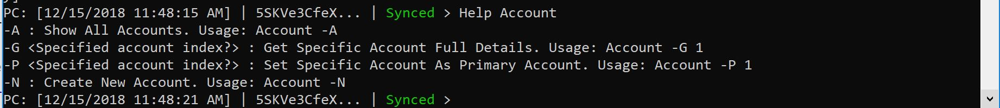 PC: [12/15/2018 11:48:15 AM] | 5SKVe3CfeX... | Synced > Help Account
-A : Show All Accounts. Usage: Account -A
-G <Specified account index?> : Get Specific Account Full Details. Usage: Account -G 1
-P <Specified account index?> : Set Specific Account As Primary Account. Usage: Account -P 1
-N : Create New Account. Usage: Account -N
PC: [12/15/2018 11:48:21 AM] | 5SKVe3CfeX... | Synced >